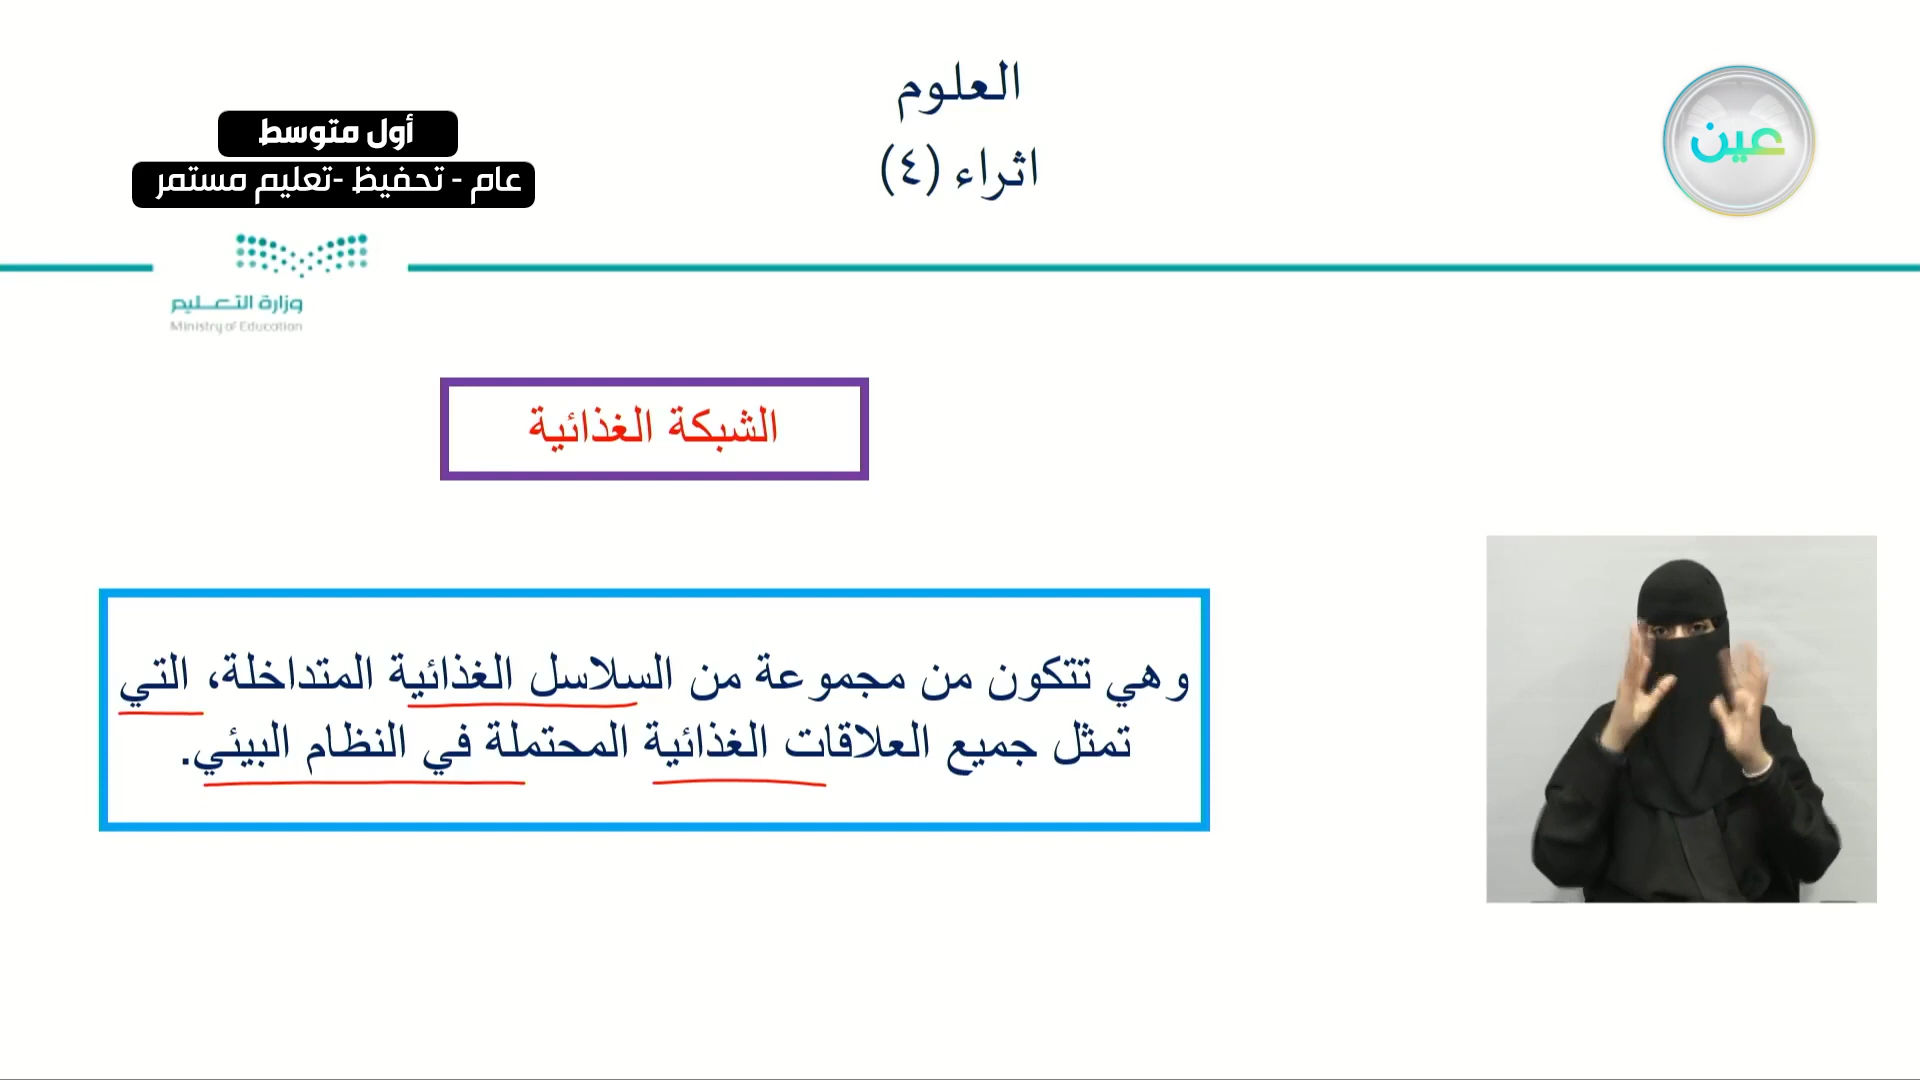 العلوم
اثراء (٤)
عين
أول متوسط
عام - تحفيظ -تعليم مستمر
وزارة التعـــليم
Ministry of Education
الشبكة الغذائية
وهي تتكون من مجموعة من السلاسل الغذائية المتداخلة، التي
تمثل جميع العلاقات الغذائية المحتملة في النظام البيئي.